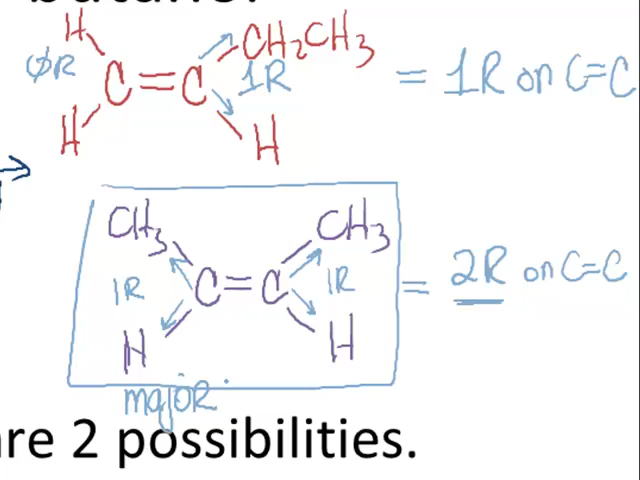 butane.
H CH₂CH₃
ØR C=C 1R = 1R on C=C
H H
CH₃ CH₃
1R C=C 1R = 2R on C=C
H H
major
are 2 possibilities.